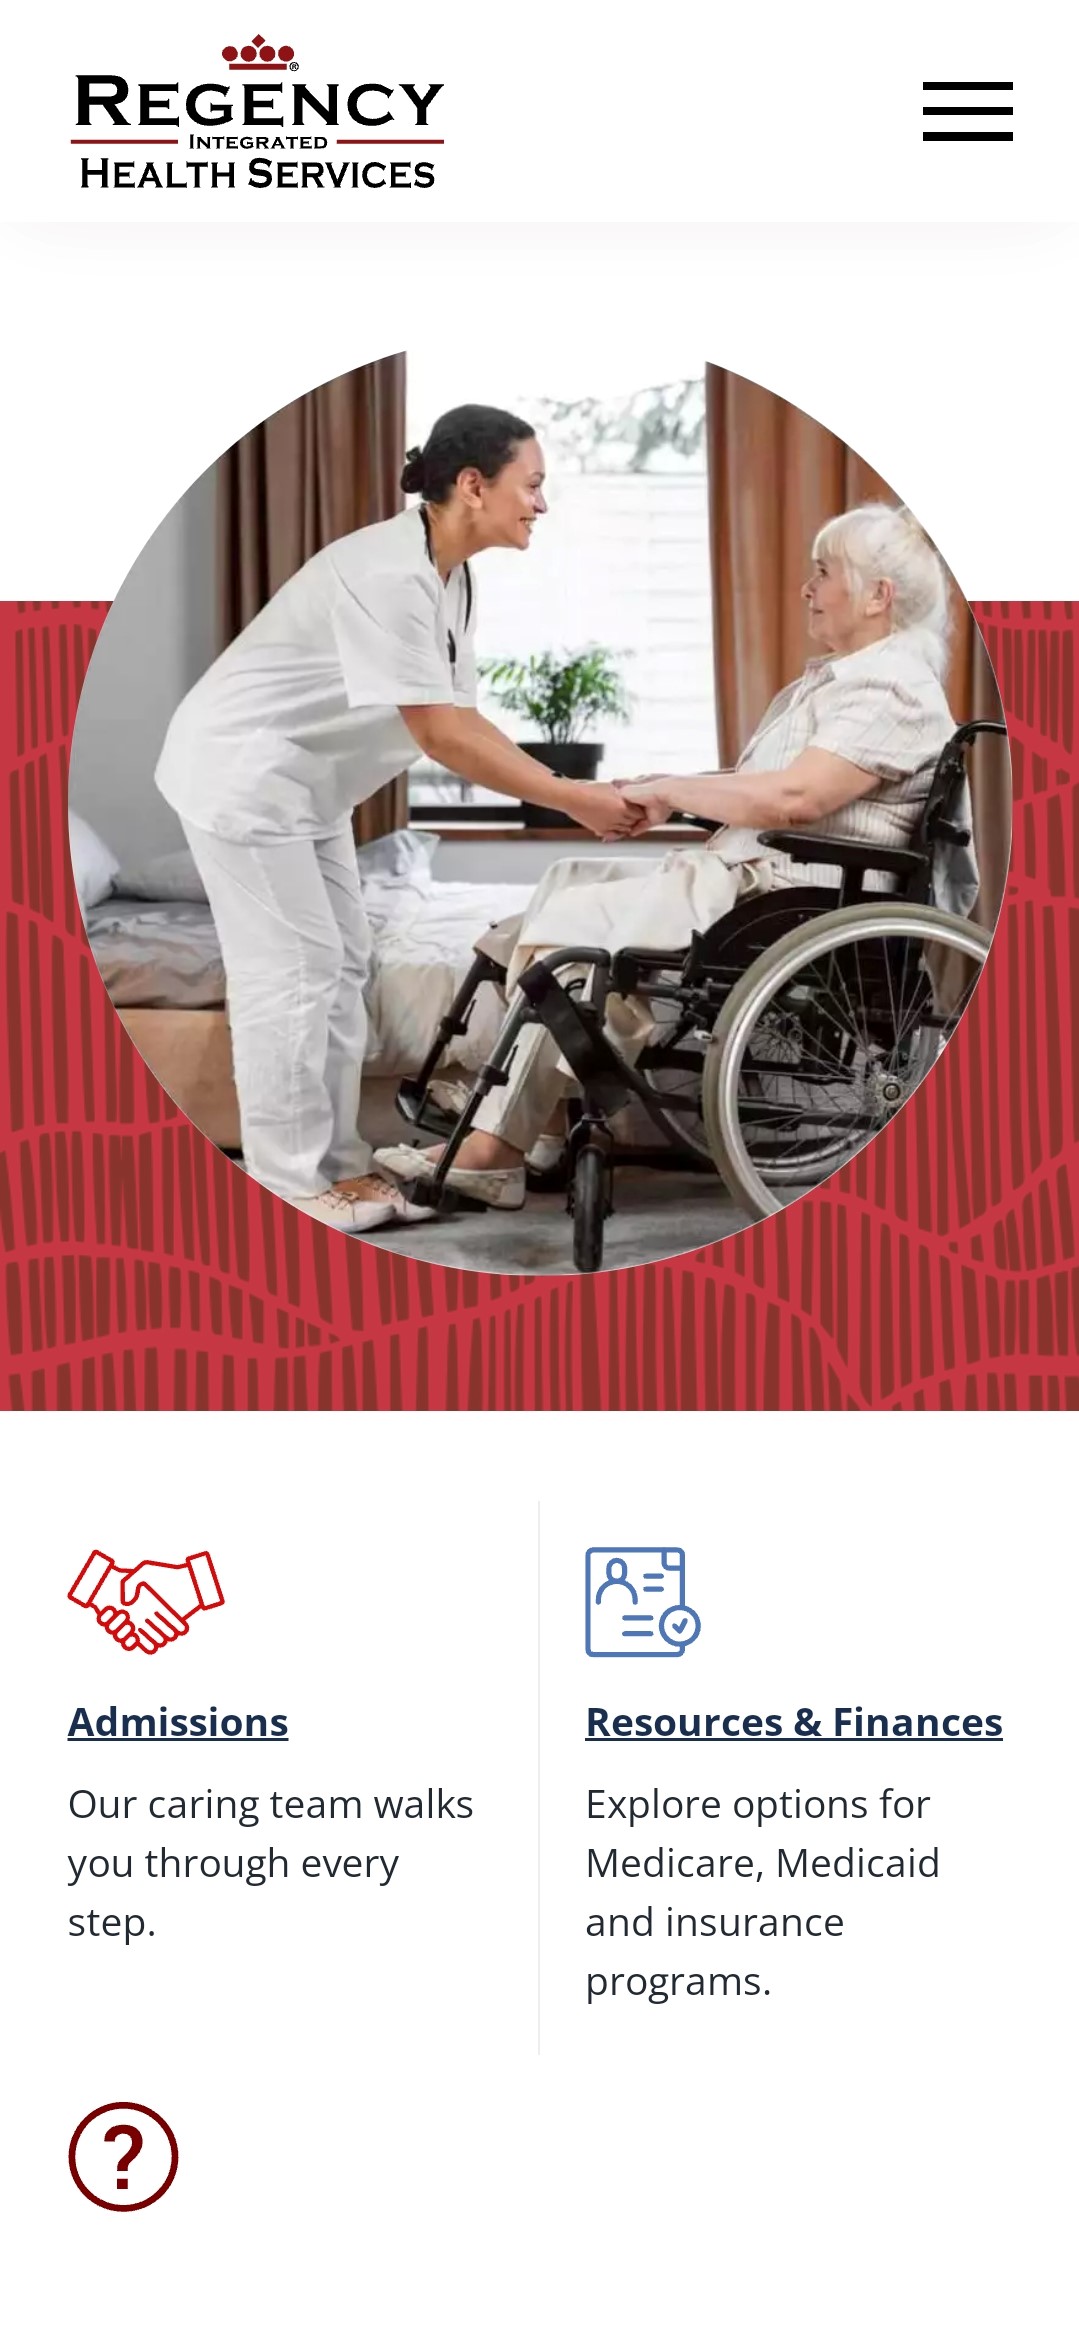 REGENCY®
INTEGRATED
HEALTH SERVICES
Admissions
Our caring team walks
you through every
step.
Resources & Finances
Explore options for
Medicare, Medicaid
and insurance
programs.
?